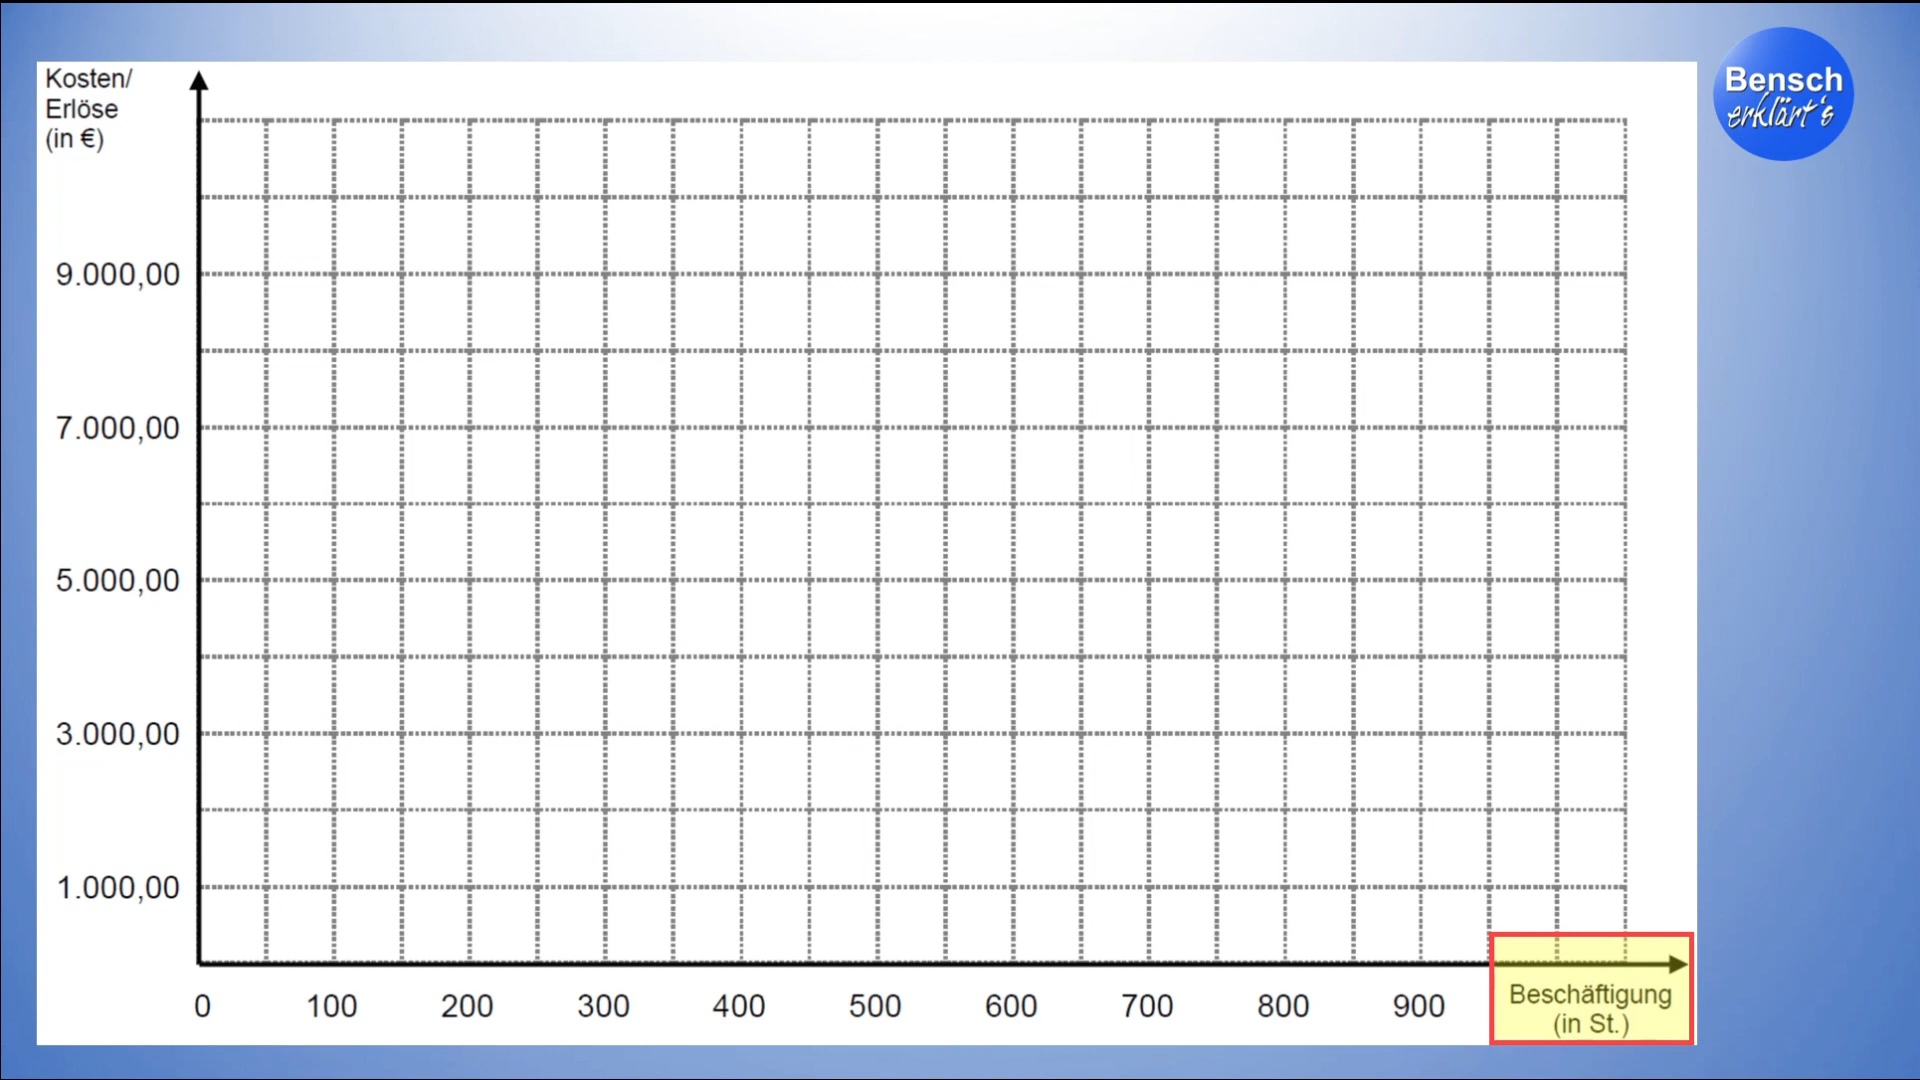 Kosten/
Erlöse
(in €)
Bensch
erklärt's
9.000,00
7.000,00
5.000,00
3.000,00
1.000,00
0 100 200 300 400 500 600 700 800 900
Beschäftigung
(in St.)